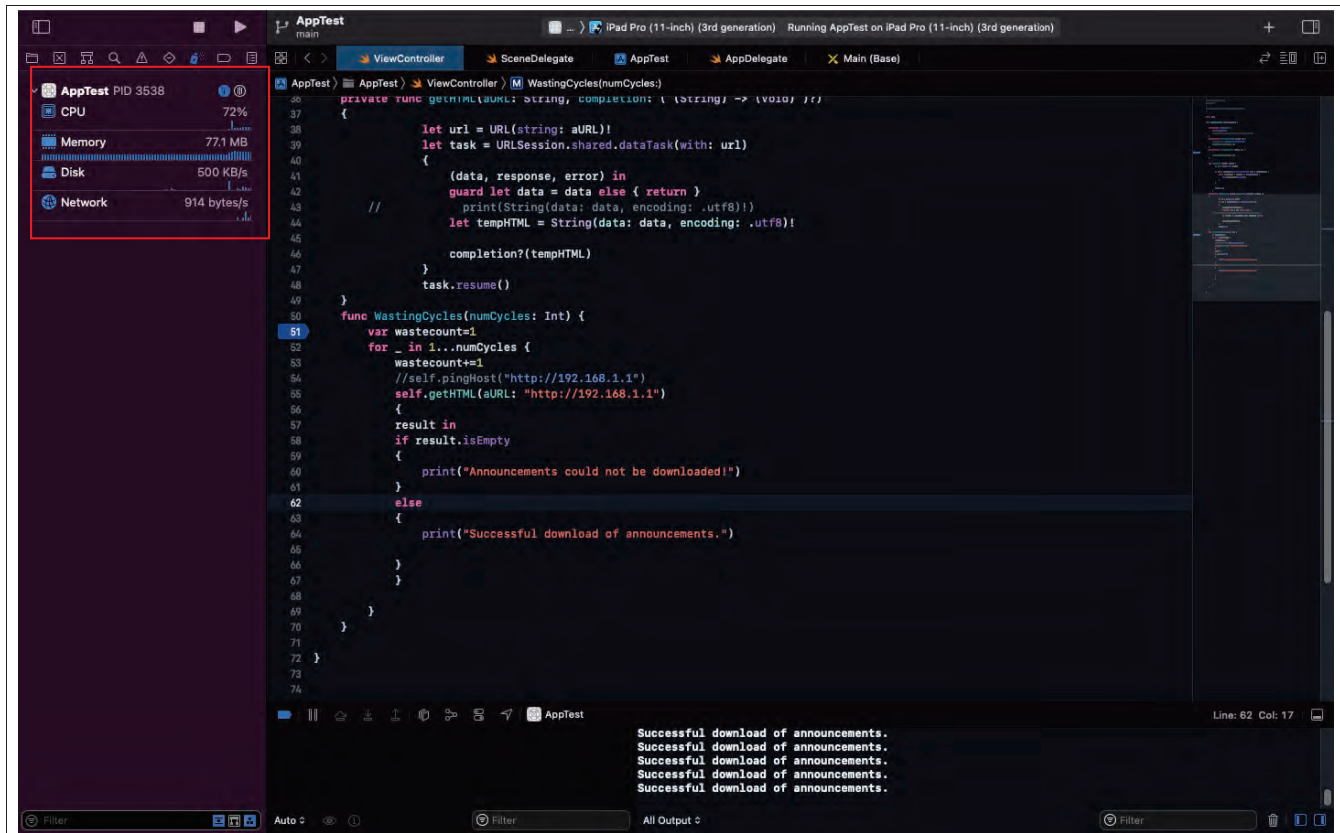 AppTest
main
... 〉 iPad Pro (11-inch) (3rd generation)
Running AppTest on iPad Pro (11-inch) (3rd generation)
ViewController
SceneDelegate
AppTest
AppDelegate
Main (Base)
AppTest 〉 AppTest 〉 ViewController 〉 M WastingCycles(numCycles:)
AppTest PID 3538
CPU 72%
Memory 77.1 MB
Disk 500 KB/s
Network 914 bytes/s
36 private func getHTML(aURL: String, completion: ( (String) -> (Void) )?)
37 {
38 let url = URL(string: aURL)!
39 let task = URLSession.shared.dataTask(with: url)
40 {
41 (data, response, error) in
42 guard let data = data else { return }
43 // print(String(data: data, encoding: .utf8)!)
44 let tempHTML = String(data: data, encoding: .utf8)!
45
46 completion?(tempHTML)
47 }
48 task.resume()
49 }
50 func WastingCycles(numCycles: Int) {
51 var wastecount=1
52 for _ in 1...numCycles {
53 wastecount+=1
54 //self.pingHost("http://192.168.1.1")
55 self.getHTML(aURL: "http://192.168.1.1")
56 {
57 result in
58 if result.isEmpty
59 {
60 print("Announcements could not be downloaded!")
61 }
62 else
63 {
64 print("Successful download of announcements.")
65
66 }
67 }
68
69 }
70 }
71
72 }
73
74
AppTest
Line: 62 Col: 17
Successful download of announcements.
Successful download of announcements.
Successful download of announcements.
Successful download of announcements.
Successful download of announcements.
Filter
Auto
Filter
All Output
Filter